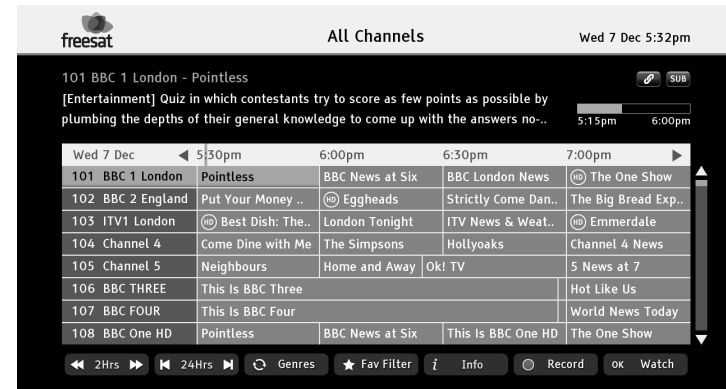 freesat
All Channels
Wed 7 Dec 5:32pm
101 BBC 1 London - Pointless
SUB
[Entertainment] Quiz in which contestants try to score as few points as possible by
plumbing the depths of their general knowledge to come up with the answers no-..
5:15pm 6:00pm
Wed 7 Dec 5:30pm 6:00pm 6:30pm 7:00pm
101 BBC 1 London Pointless BBC News at Six BBC London News HD The One Show
102 BBC 2 England Put Your Money .. HD Eggheads Strictly Come Dan.. The Big Bread Exp..
103 ITV1 London HD Best Dish: The.. London Tonight ITV News & Weat.. HD Emmerdale
104 Channel 4 Come Dine with Me The Simpsons Hollyoaks Channel 4 News
105 Channel 5 Neighbours Home and Away Ok! TV 5 News at 7
106 BBC THREE This Is BBC Three Hot Like Us
107 BBC FOUR This Is BBC Four World News Today
108 BBC One HD Pointless BBC News at Six This Is BBC One HD The One Show
2Hrs 24Hrs Genres Fav Filter i Info Record OK Watch